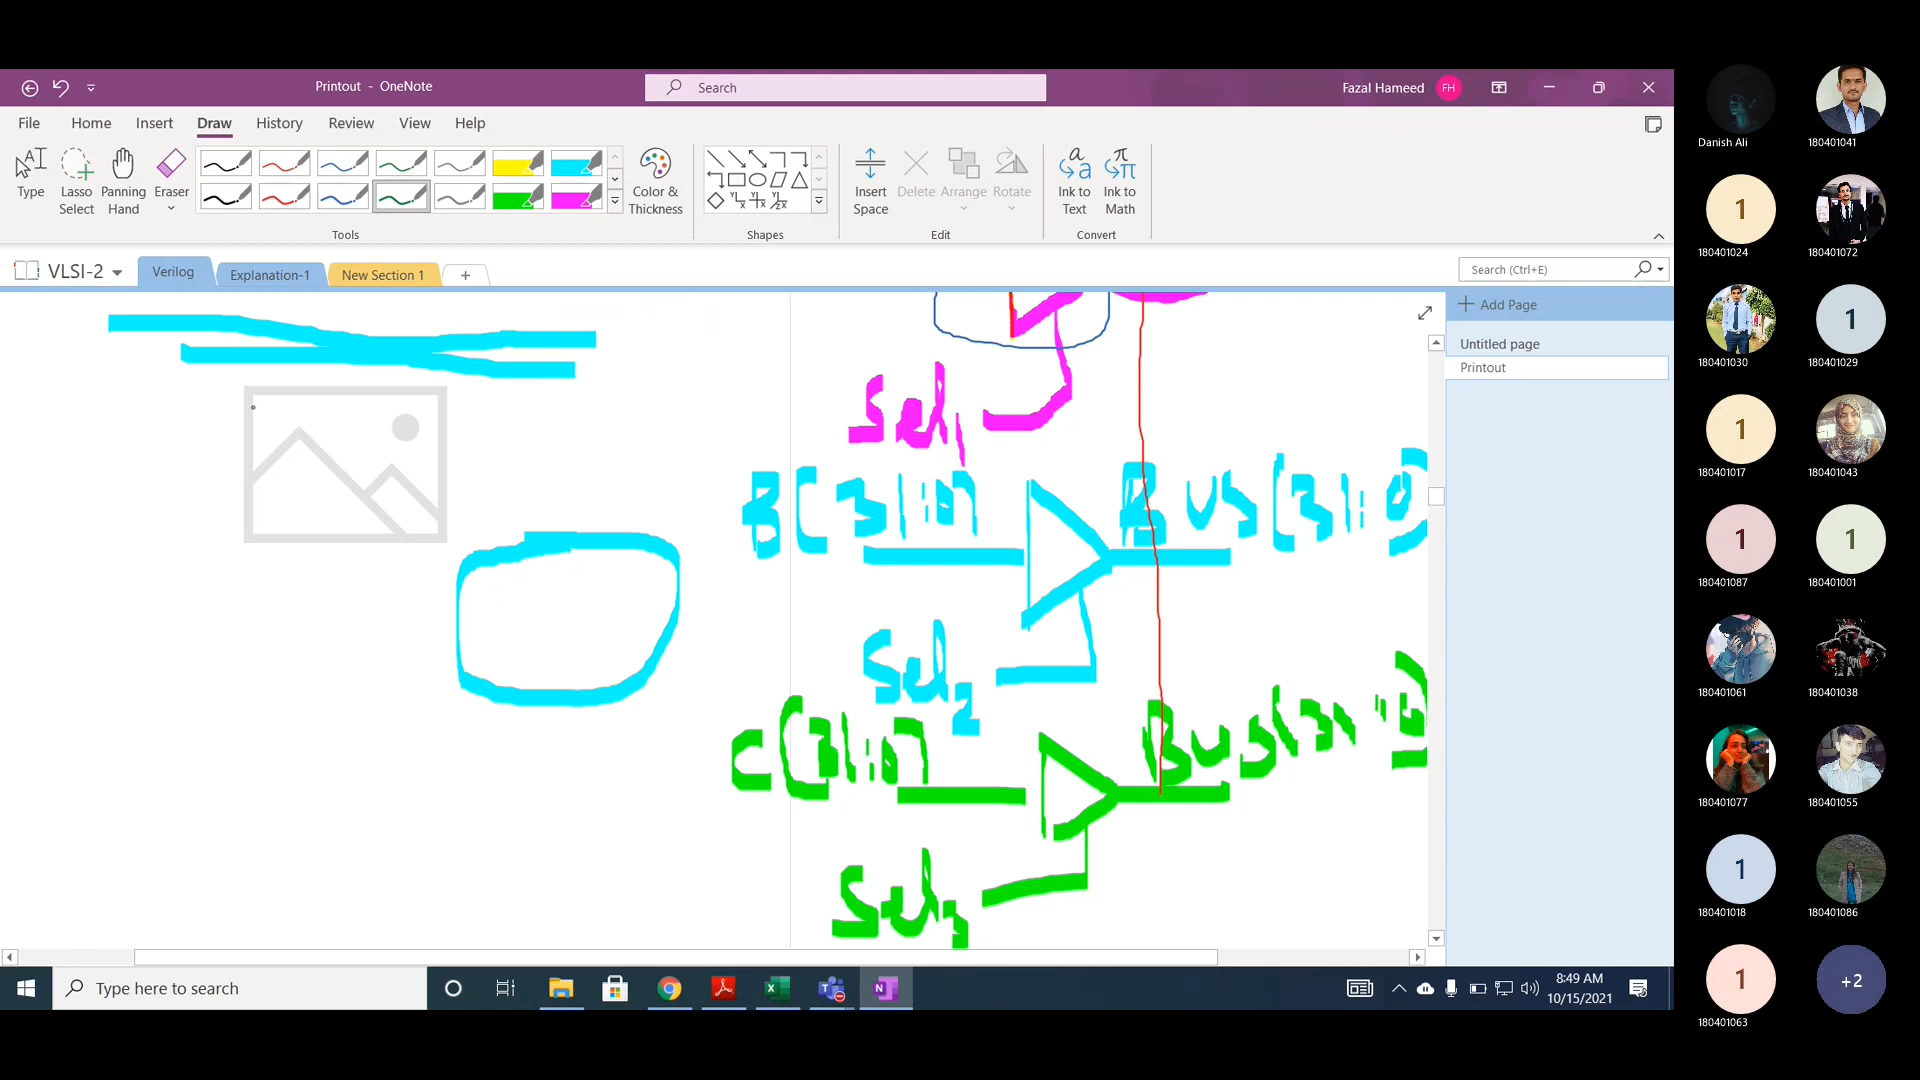 Printout - OneNote
Search
Fazal Hameed FH
File Home Insert Draw History Review View Help
Type
Lasso Select
Panning Hand
Eraser
Color & Thickness
Insert Space
Delete
Arrange
Rotate
Ink to Text
Ink to Math
Tools
Shapes
Edit
Convert
VLSI-2
Verilog
Explanation-1
New Section 1
Search (Ctrl+E)
Add Page
Untitled page
Printout
Sel1
B[31:0] Bus[31:0]
Sel2
C[31:0] Bus[31:0]
Sel3
Type here to search
8:49 AM
10/15/2021
Danish Ali
180401041
1
180401024
180401072
180401030
1
180401029
1
180401017
180401043
1
180401087
1
180401001
180401061
180401038
180401077
180401055
1
180401018
180401086
1
180401063
+2